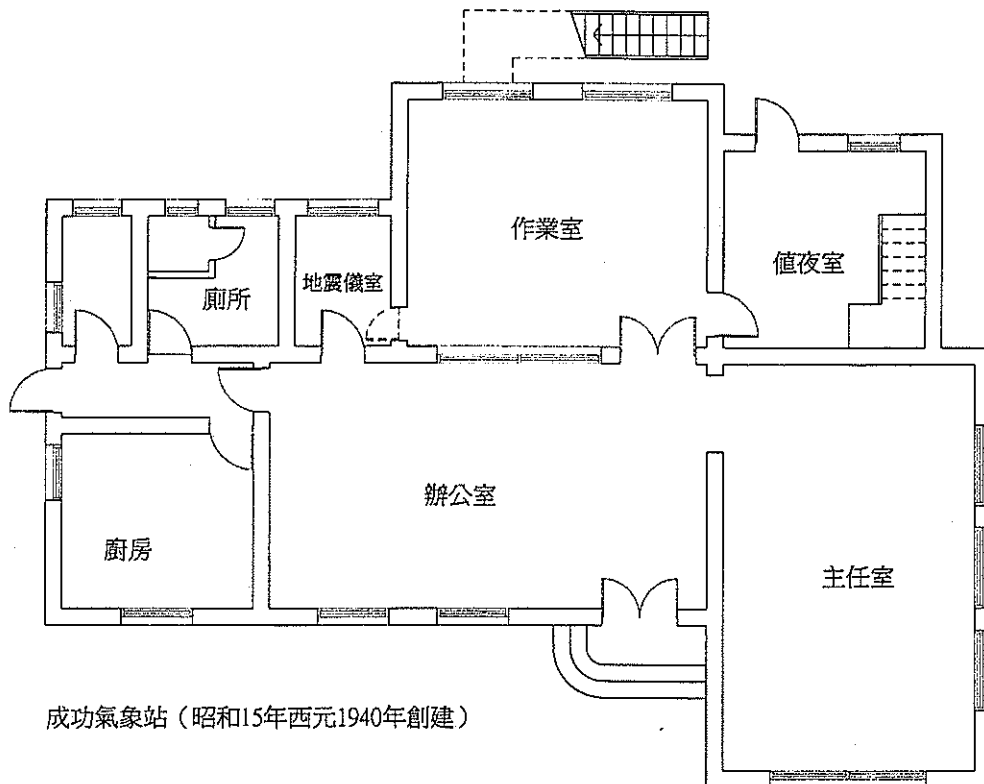 作業室
值夜室
地震儀室
廁所
辦公室
廚房
主任室
成功氣象站（昭和15年西元1940年創建）